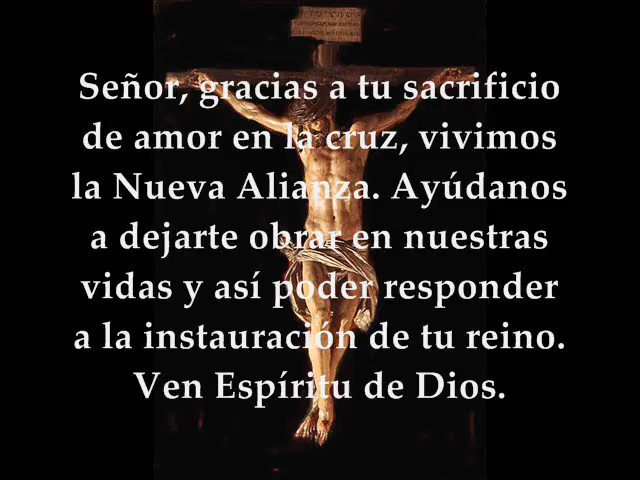 Señor, gracias a tu sacrificio
de amor en la cruz, vivimos
la Nueva Alianza. Ayúdanos
a dejarte obrar en nuestras
vidas y así poder responder
a la instauración de tu reino.
Ven Espíritu de Dios.